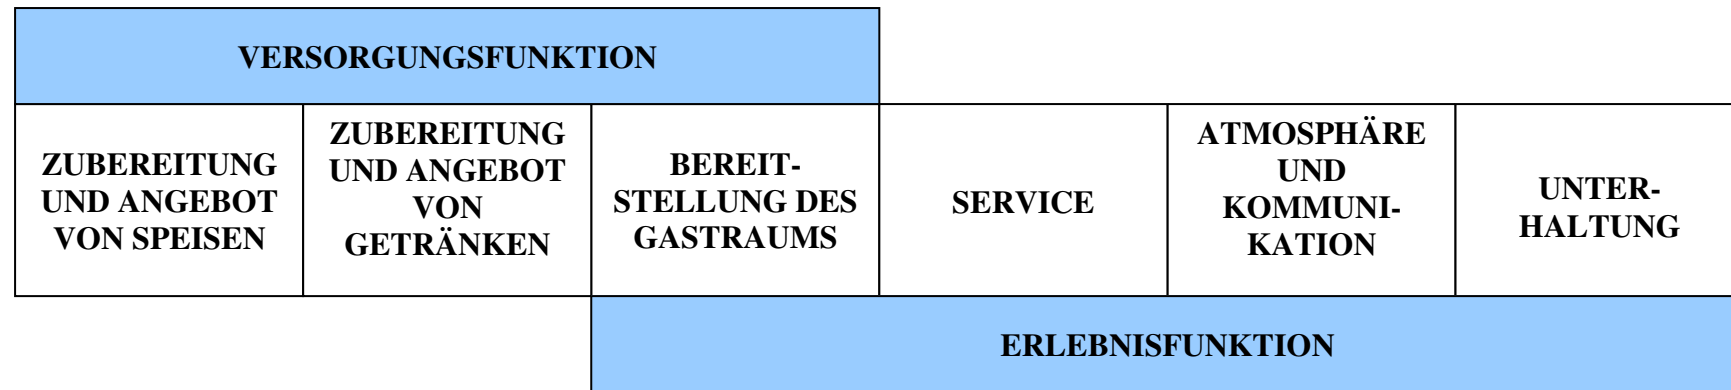 VERSORGUNGSFUNKTION
ZUBEREITUNG
UND ANGEBOT
VON SPEISEN
ZUBEREITUNG
UND ANGEBOT
VON
GETRÄNKEN
BEREIT-
STELLUNG DES
GASTRAUMS
SERVICE
ATMOSPHÄRE
UND
KOMMUNI-
KATION
UNTER-
HALTUNG
ERLEBNISFUNKTION